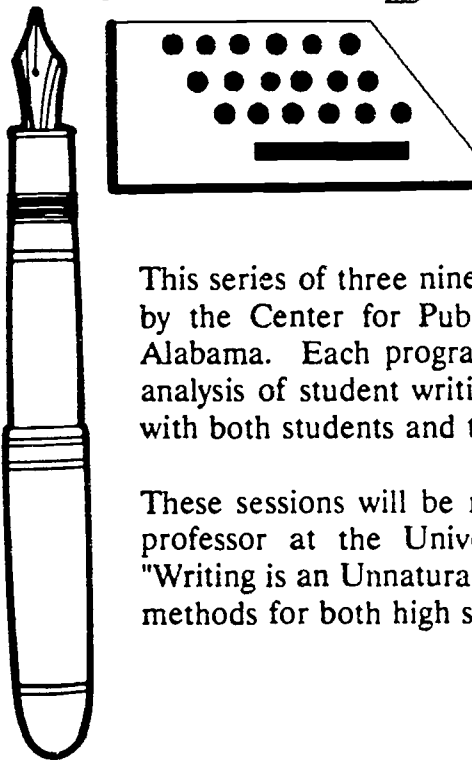 This series of three nine
by the Center for Pub
Alabama. Each progra
analysis of student writi
with both students and t
These sessions will be r
professor at the Unive
"Writing is an Unnatura
methods for both high s